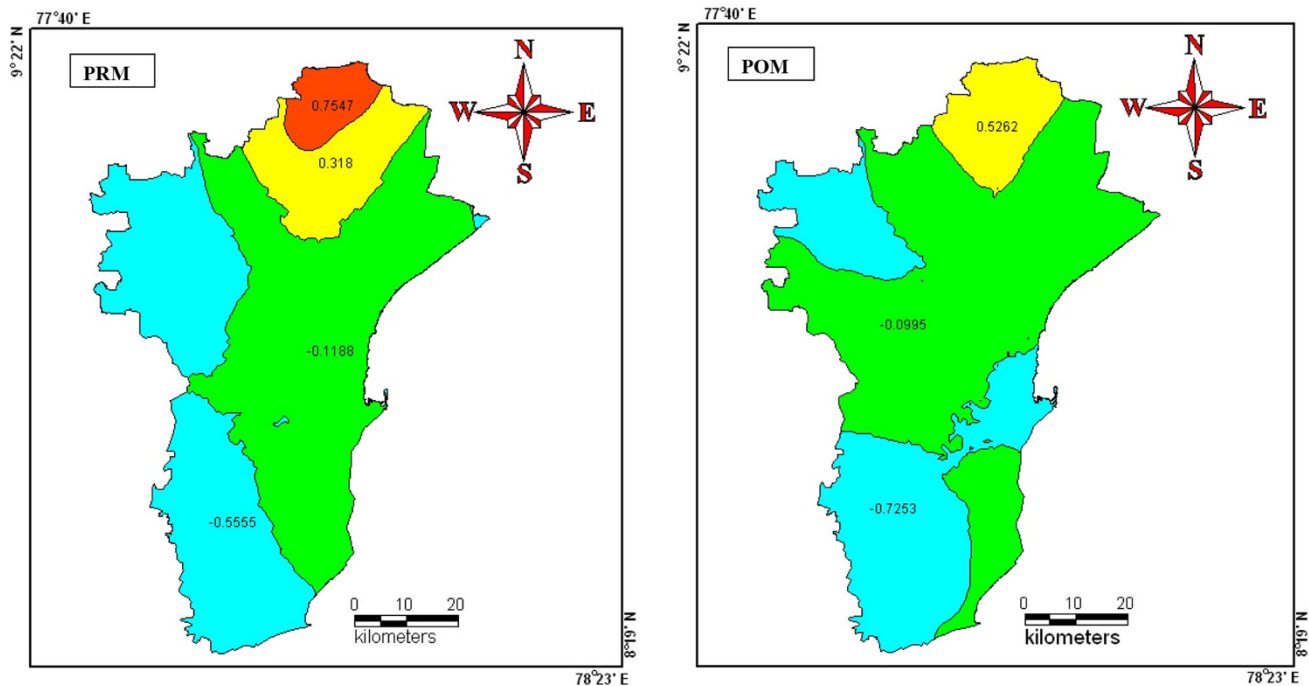 77°40' E
9°22' N
PRM
N
W E
S
0.7547
0.318
-0.1188
-0.5555
0 10 20
kilometers
8°19' N
78°23' E
77°40' E
9°22' N
POM
N
W E
S
0.5262
-0.0995
-0.7253
0 10 20
kilometers
8°19' N
78°23' E